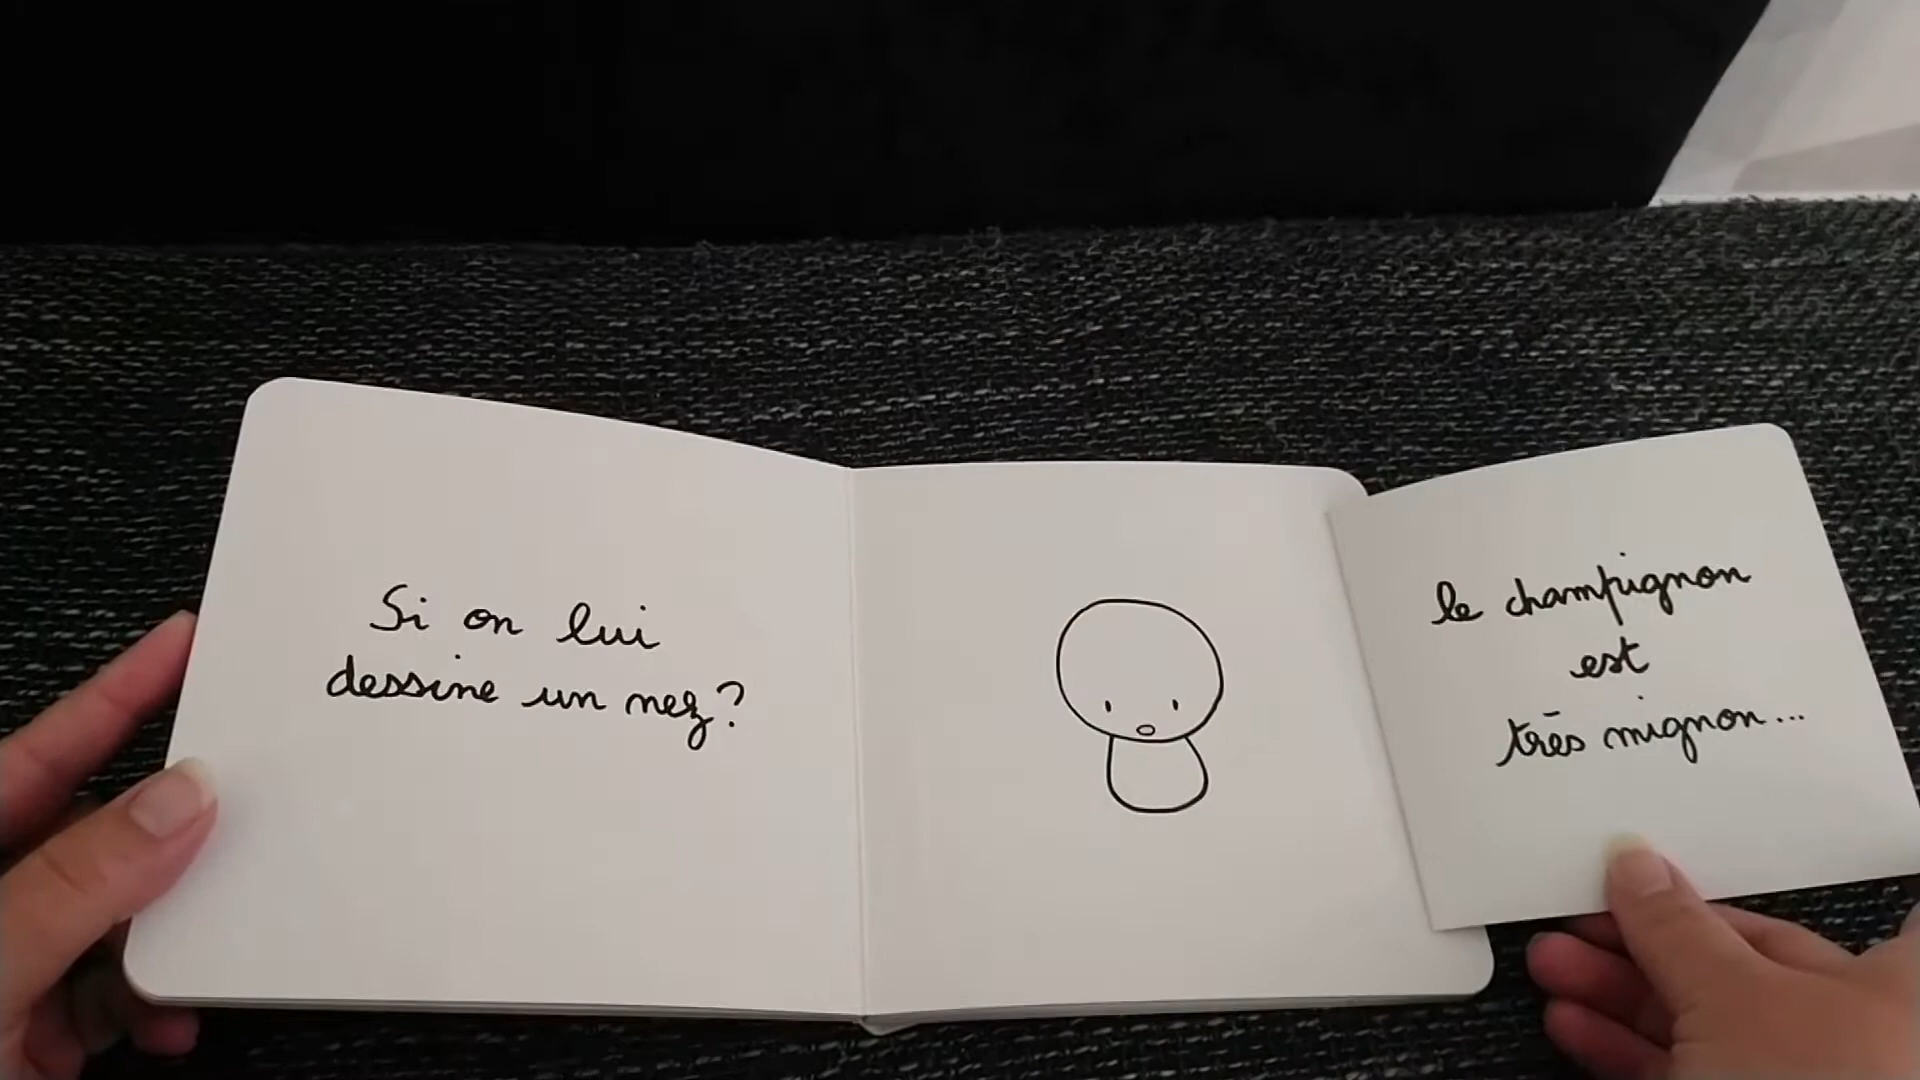 Si on lui
dessine un nez?
le champignon
est
très mignon...